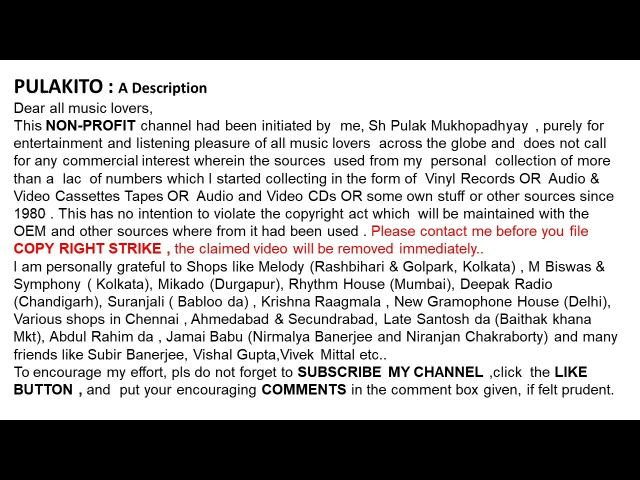 PULAKITO : A Description
Dear all music lovers,
This NON-PROFIT channel had been initiated by me, Sh Pulak Mukhopadhyay , purely for
entertainment and listening pleasure of all music lovers across the globe and does not call
for any commercial interest wherein the sources used from my personal collection of more
than a lac of numbers which I started collecting in the form of Vinyl Records OR Audio &
Video Cassettes Tapes OR Audio and Video CDs OR some own stuff or other sources since
1980 . This has no intention to violate the copyright act which will be maintained with the
OEM and other sources where from it had been used . Please contact me before you file
COPY RIGHT STRIKE , the claimed video will be removed immediately..
I am personally grateful to Shops like Melody (Rashbihari & Golpark, Kolkata) , M Biswas &
Symphony ( Kolkata), Mikado (Durgapur), Rhythm House (Mumbai), Deepak Radio
(Chandigarh), Suranjali ( Babloo da) , Krishna Raagmala , New Gramophone House (Delhi),
Various shops in Chennai , Ahmedabad & Secundrabad, Late Santosh da (Baithak khana
Mkt), Abdul Rahim da , Jamai Babu (Nirmalya Banerjee and Niranjan Chakraborty) and many
friends like Subir Banerjee, Vishal Gupta,Vivek Mittal etc..
To encourage my effort, pls do not forget to SUBSCRIBE MY CHANNEL ,click the LIKE
BUTTON , and put your encouraging COMMENTS in the comment box given, if felt prudent.